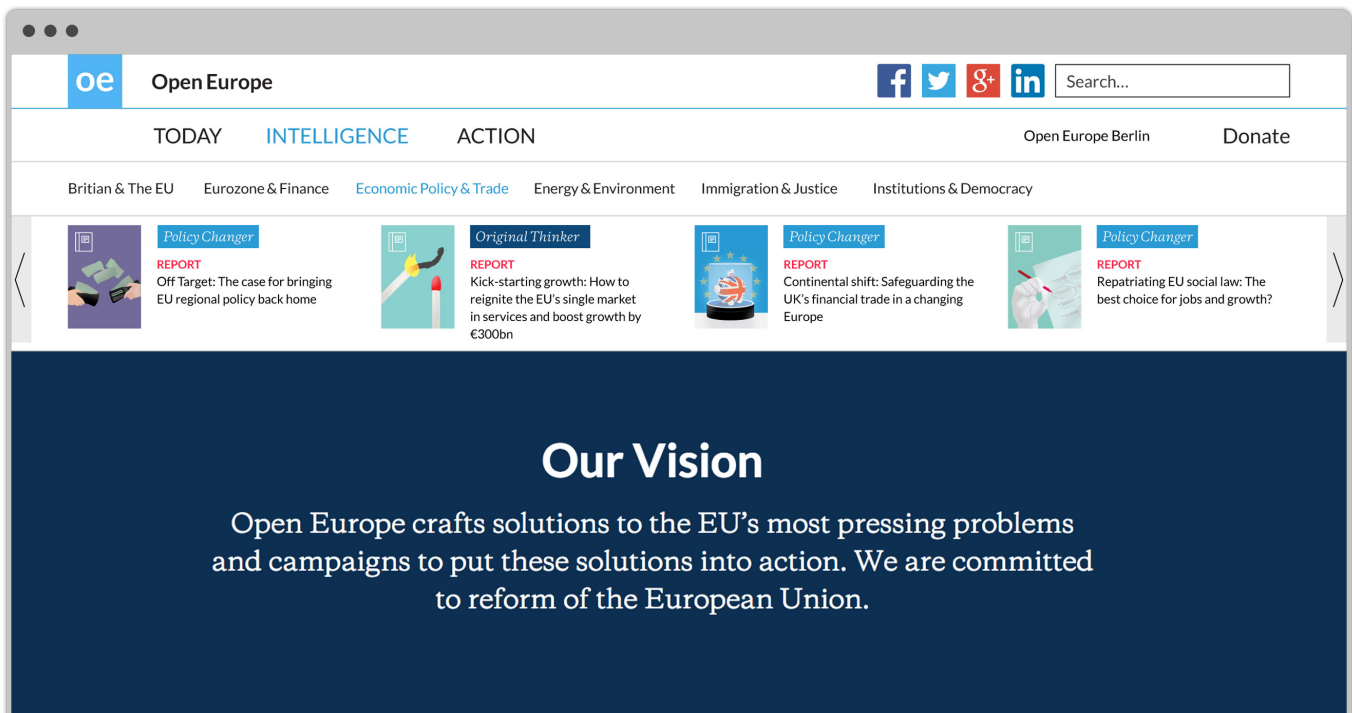 oe
Open Europe
f
g+
in
Search...
TODAY
INTELLIGENCE
ACTION
Open Europe Berlin
Donate
Britian & The EU
Eurozone & Finance
Economic Policy & Trade
Energy & Environment
Immigration & Justice
Institutions & Democracy
Policy Changer
REPORT
Off Target: The case for bringing
EU regional policy back home
Original Thinker
REPORT
Kick-starting growth: How to
reignite the EU’s single market
in services and boost growth by
€300bn
Policy Changer
REPORT
Continental shift: Safeguarding the
UK’s financial trade in a changing
Europe
Policy Changer
REPORT
Repatriating EU social law: The
best choice for jobs and growth?
Our Vision
Open Europe crafts solutions to the EU’s most pressing problems
and campaigns to put these solutions into action. We are committed
to reform of the European Union.